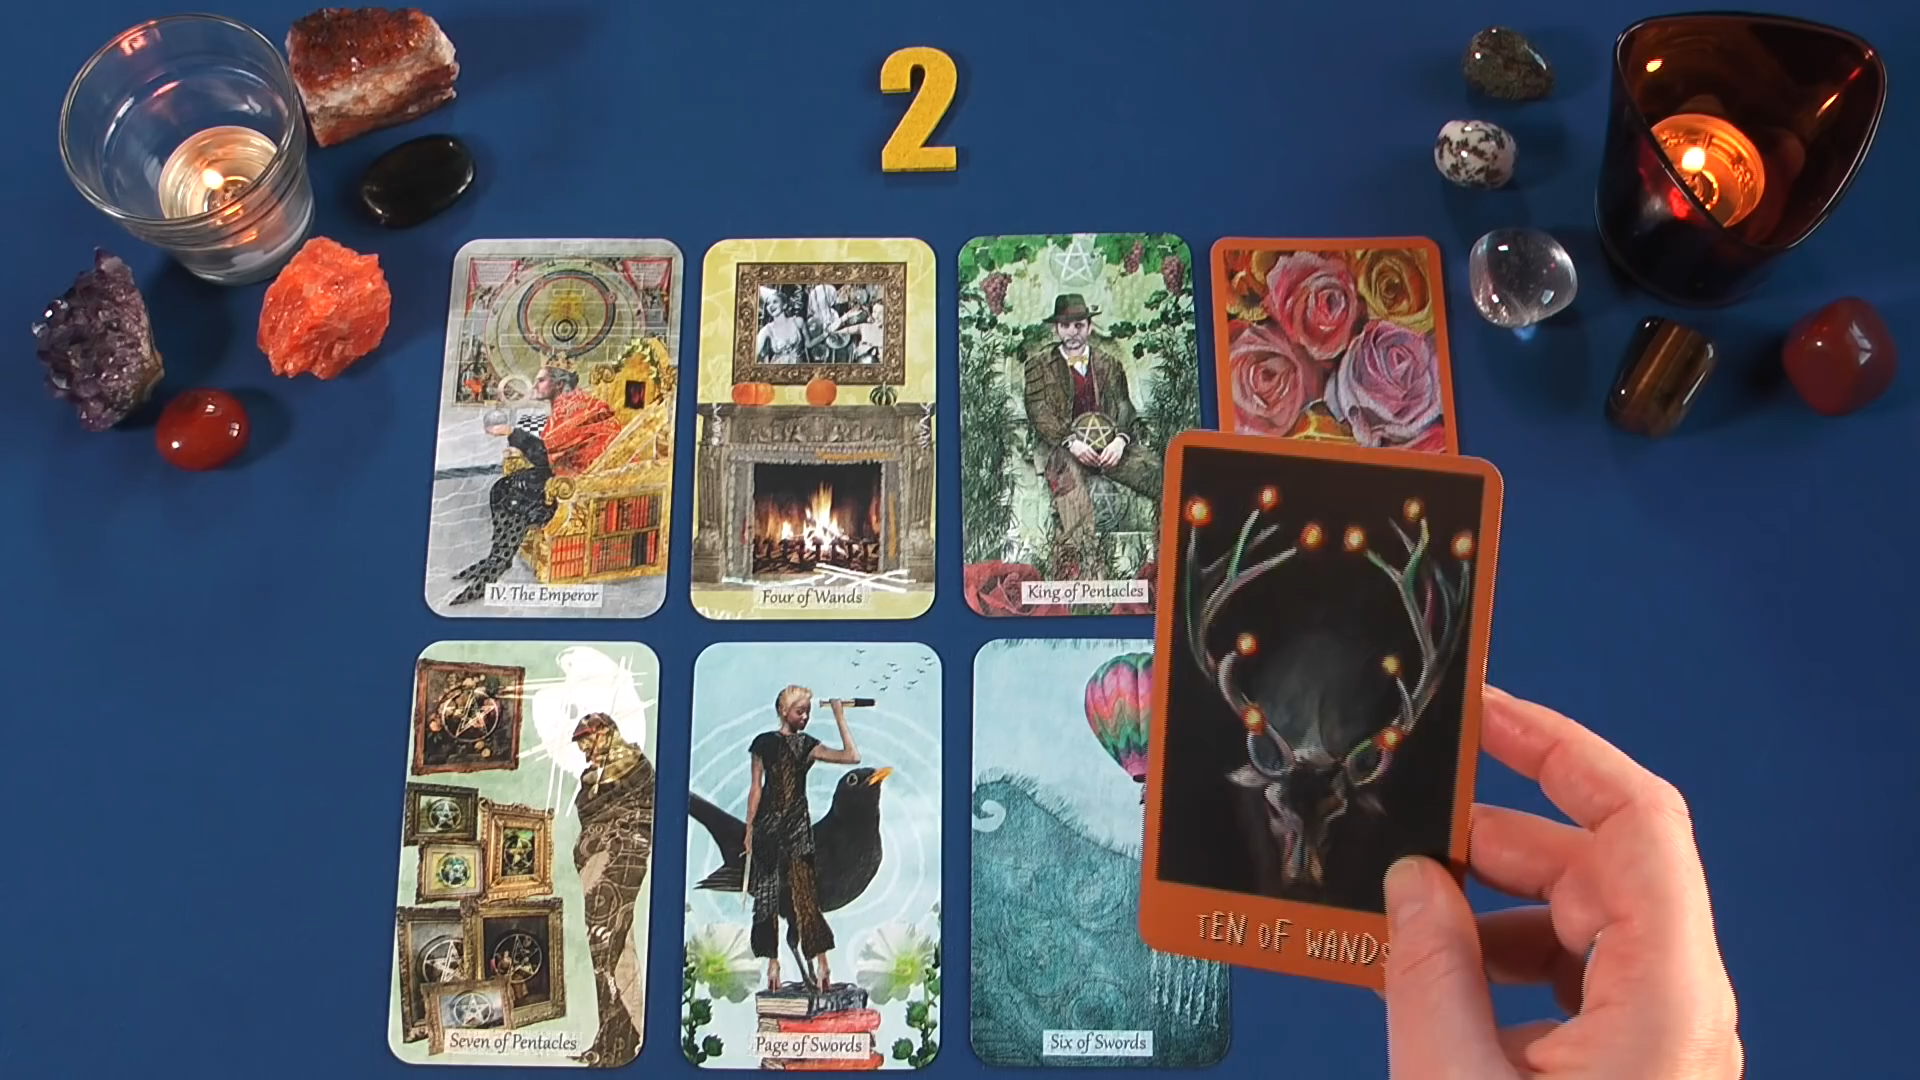 2
IV. The Emperor
Four of Wands
King of Pentacles
TEN OF WANDS
Seven of Pentacles
Page of Swords
Six of Swords